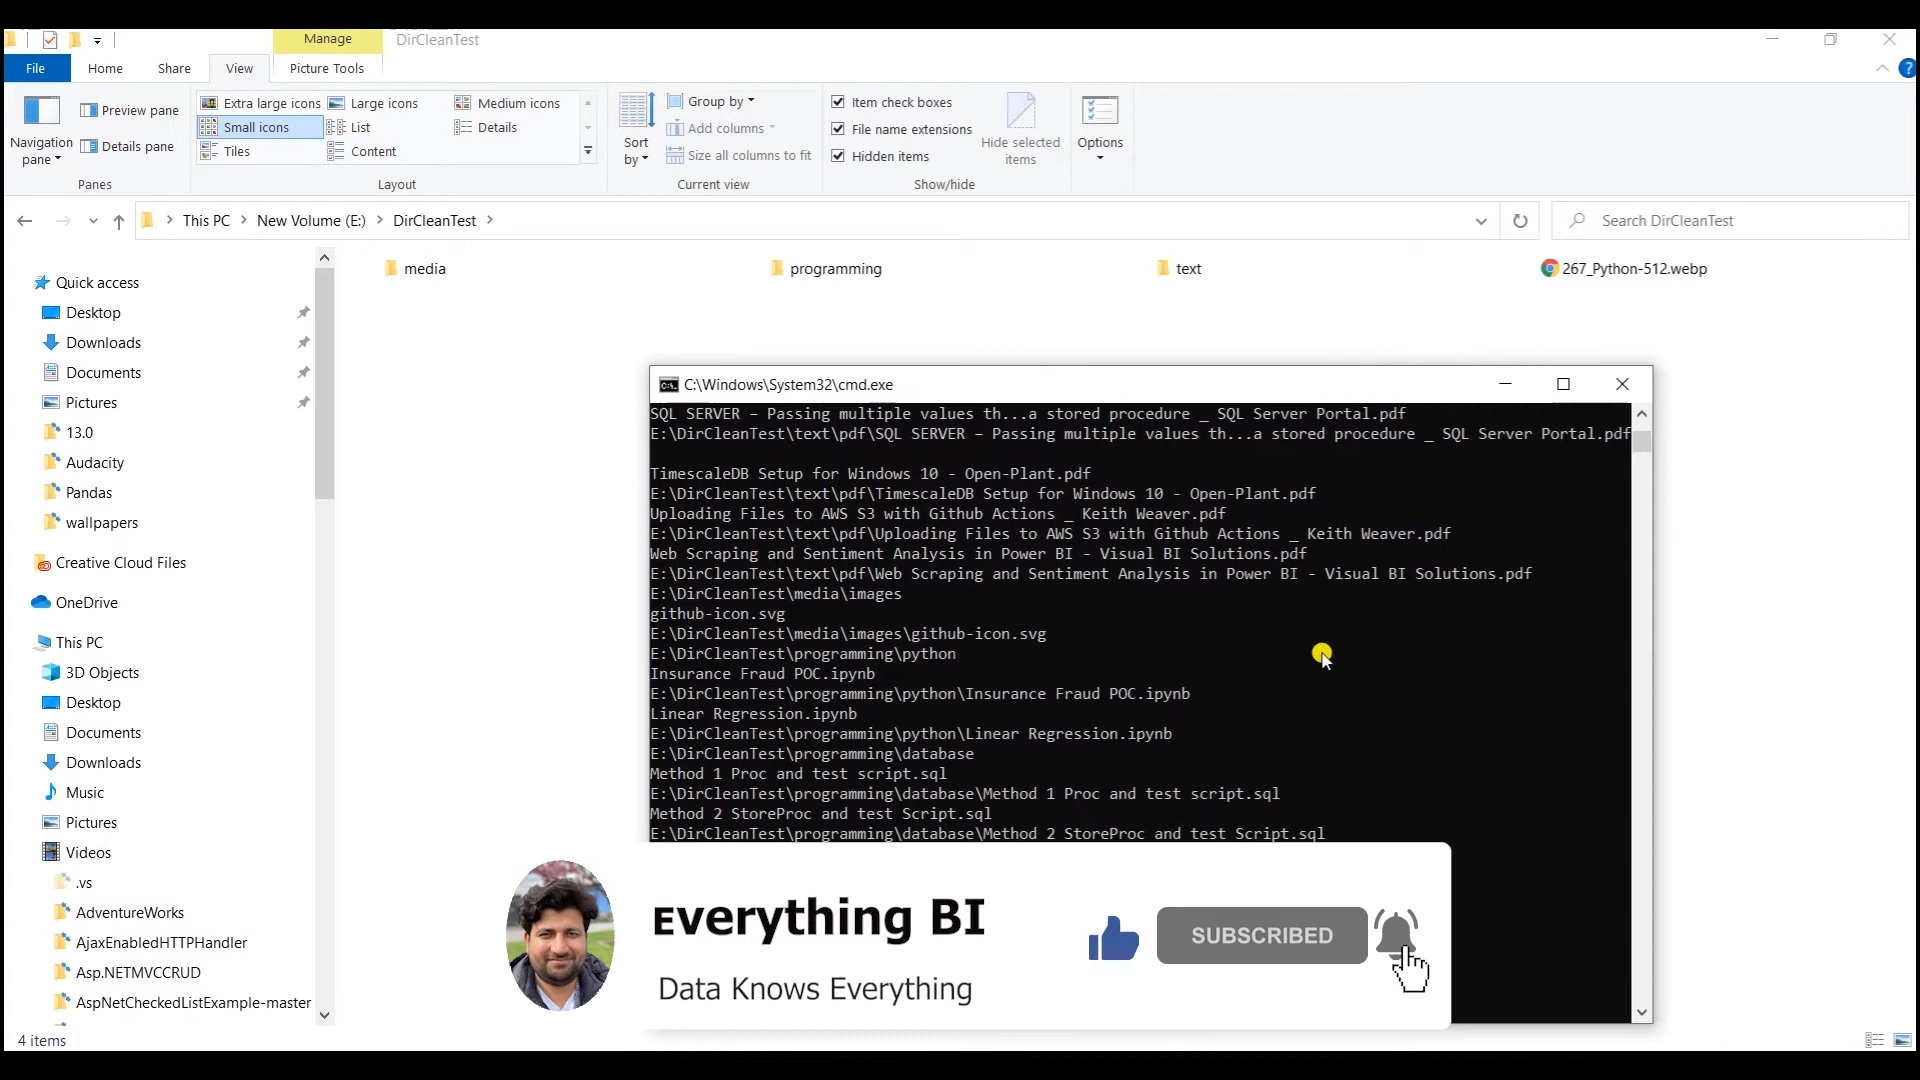 Manage
DirCleanTest
File
Home
Share
View
Picture Tools
Navigation pane
Preview pane
Details pane
Panes
Extra large icons
Large icons
Medium icons
Small icons
List
Details
Tiles
Content
Layout
Sort by
Group by
Add columns
Size all columns to fit
Current view
Item check boxes
File name extensions
Hidden items
Hide selected items
Show/hide
Options
This PC > New Volume (E:) > DirCleanTest >
Search DirCleanTest
Quick access
Desktop
Downloads
Documents
Pictures
13.0
Audacity
Pandas
wallpapers
Creative Cloud Files
OneDrive
This PC
3D Objects
Desktop
Documents
Downloads
Music
Pictures
Videos
.vs
AdventureWorks
AjaxEnabledHTTPHandler
Asp.NETMVCCRUD
AspNetCheckedListExample-master
4 items
media
programming
text
267_Python-512.webp
C:\Windows\System32\cmd.exe
SQL SERVER – Passing multiple values th...a stored procedure _ SQL Server Portal.pdf
E:\DirCleanTest\text\pdf\SQL SERVER – Passing multiple values th...a stored procedure _ SQL Server Portal.pdf
TimescaleDB Setup for Windows 10 - Open-Plant.pdf
E:\DirCleanTest\text\pdf\TimescaleDB Setup for Windows 10 - Open-Plant.pdf
Uploading Files to AWS S3 with Github Actions _ Keith Weaver.pdf
E:\DirCleanTest\text\pdf\Uploading Files to AWS S3 with Github Actions _ Keith Weaver.pdf
Web Scraping and Sentiment Analysis in Power BI - Visual BI Solutions.pdf
E:\DirCleanTest\text\pdf\Web Scraping and Sentiment Analysis in Power BI - Visual BI Solutions.pdf
E:\DirCleanTest\media\images
github-icon.svg
E:\DirCleanTest\media\images\github-icon.svg
E:\DirCleanTest\programming\python
Insurance Fraud POC.ipynb
E:\DirCleanTest\programming\python\Insurance Fraud POC.ipynb
Linear Regression.ipynb
E:\DirCleanTest\programming\python\Linear Regression.ipynb
E:\DirCleanTest\programming\database
Method 1 Proc and test script.sql
E:\DirCleanTest\programming\database\Method 1 Proc and test script.sql
Method 2 StoreProc and test Script.sql
E:\DirCleanTest\programming\database\Method 2 StoreProc and test Script.sql
Everything BI
Data Knows Everything
SUBSCRIBED